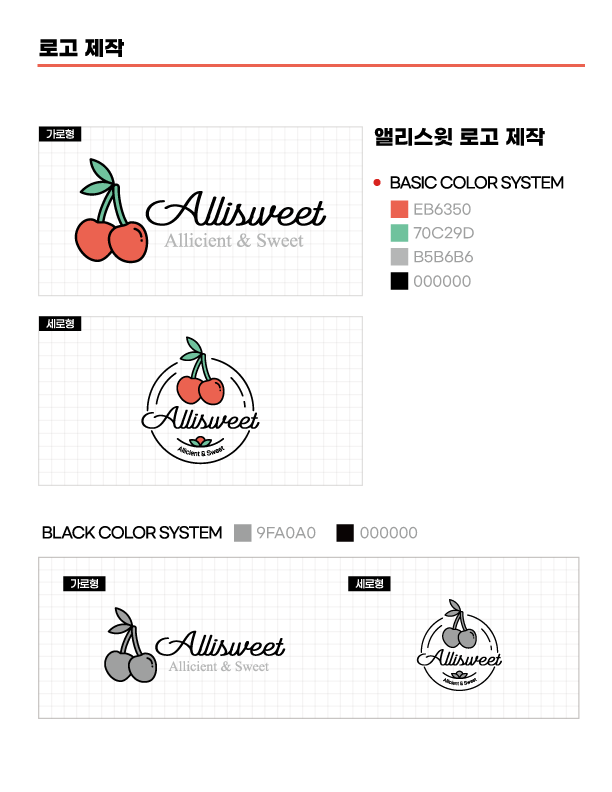 로고 제작
가로형
Allisweet
Allicient & Sweet
앨리스윗 로고 제작
BASIC COLOR SYSTEM
EB6350
70C29D
B5B6B6
000000
세로형
Allisweet
Allicient & Sweet
BLACK COLOR SYSTEM 9FA0A0 000000
가로형
Allisweet
Allicient & Sweet
세로형
Allisweet
Allicient & Sweet